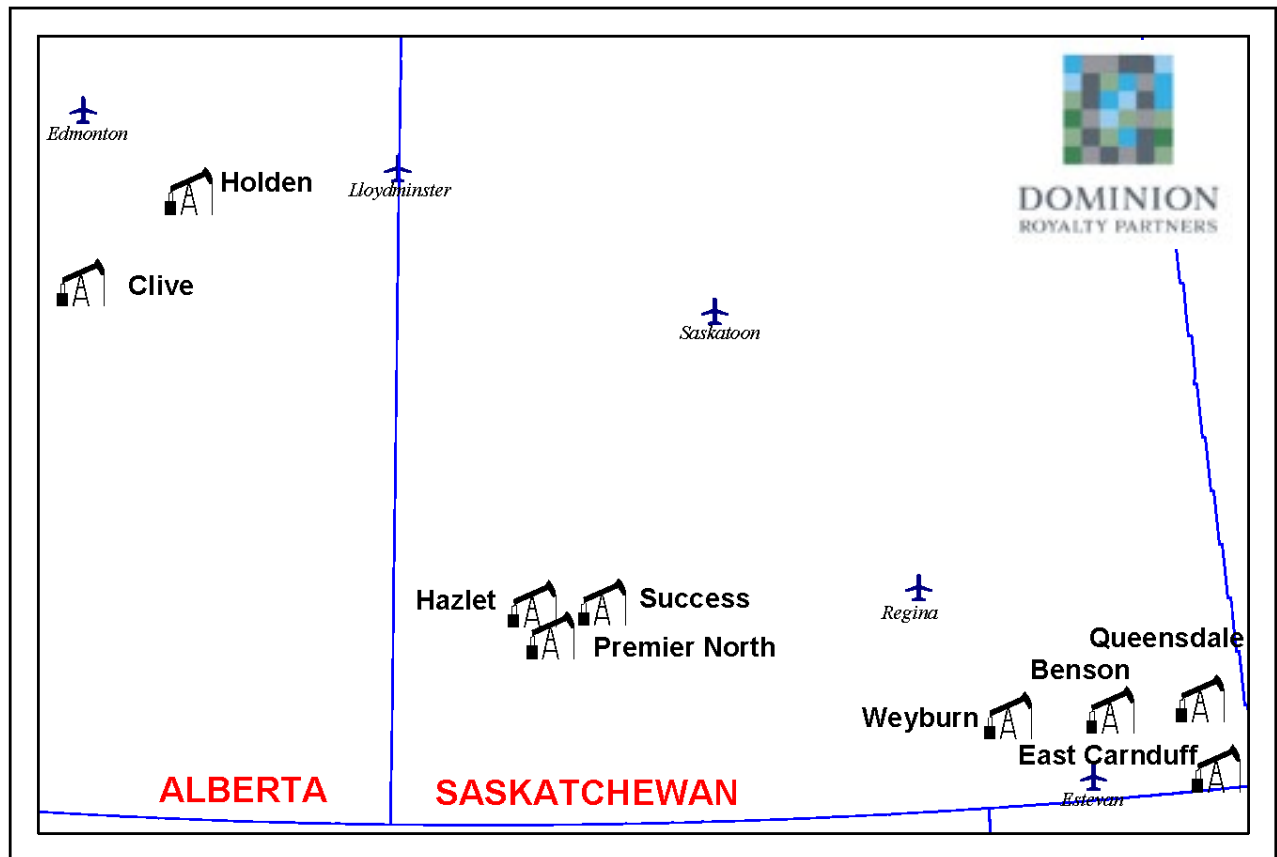 Edmonton
Holden
Lloydminster
DOMINION
ROYALTY PARTNERS
Clive
Saskatoon
Hazlet
Success
Regina
Premier North
Queensdale
Benson
Weyburn
East Carnduff
ALBERTA
SASKATCHEWAN
Estevan